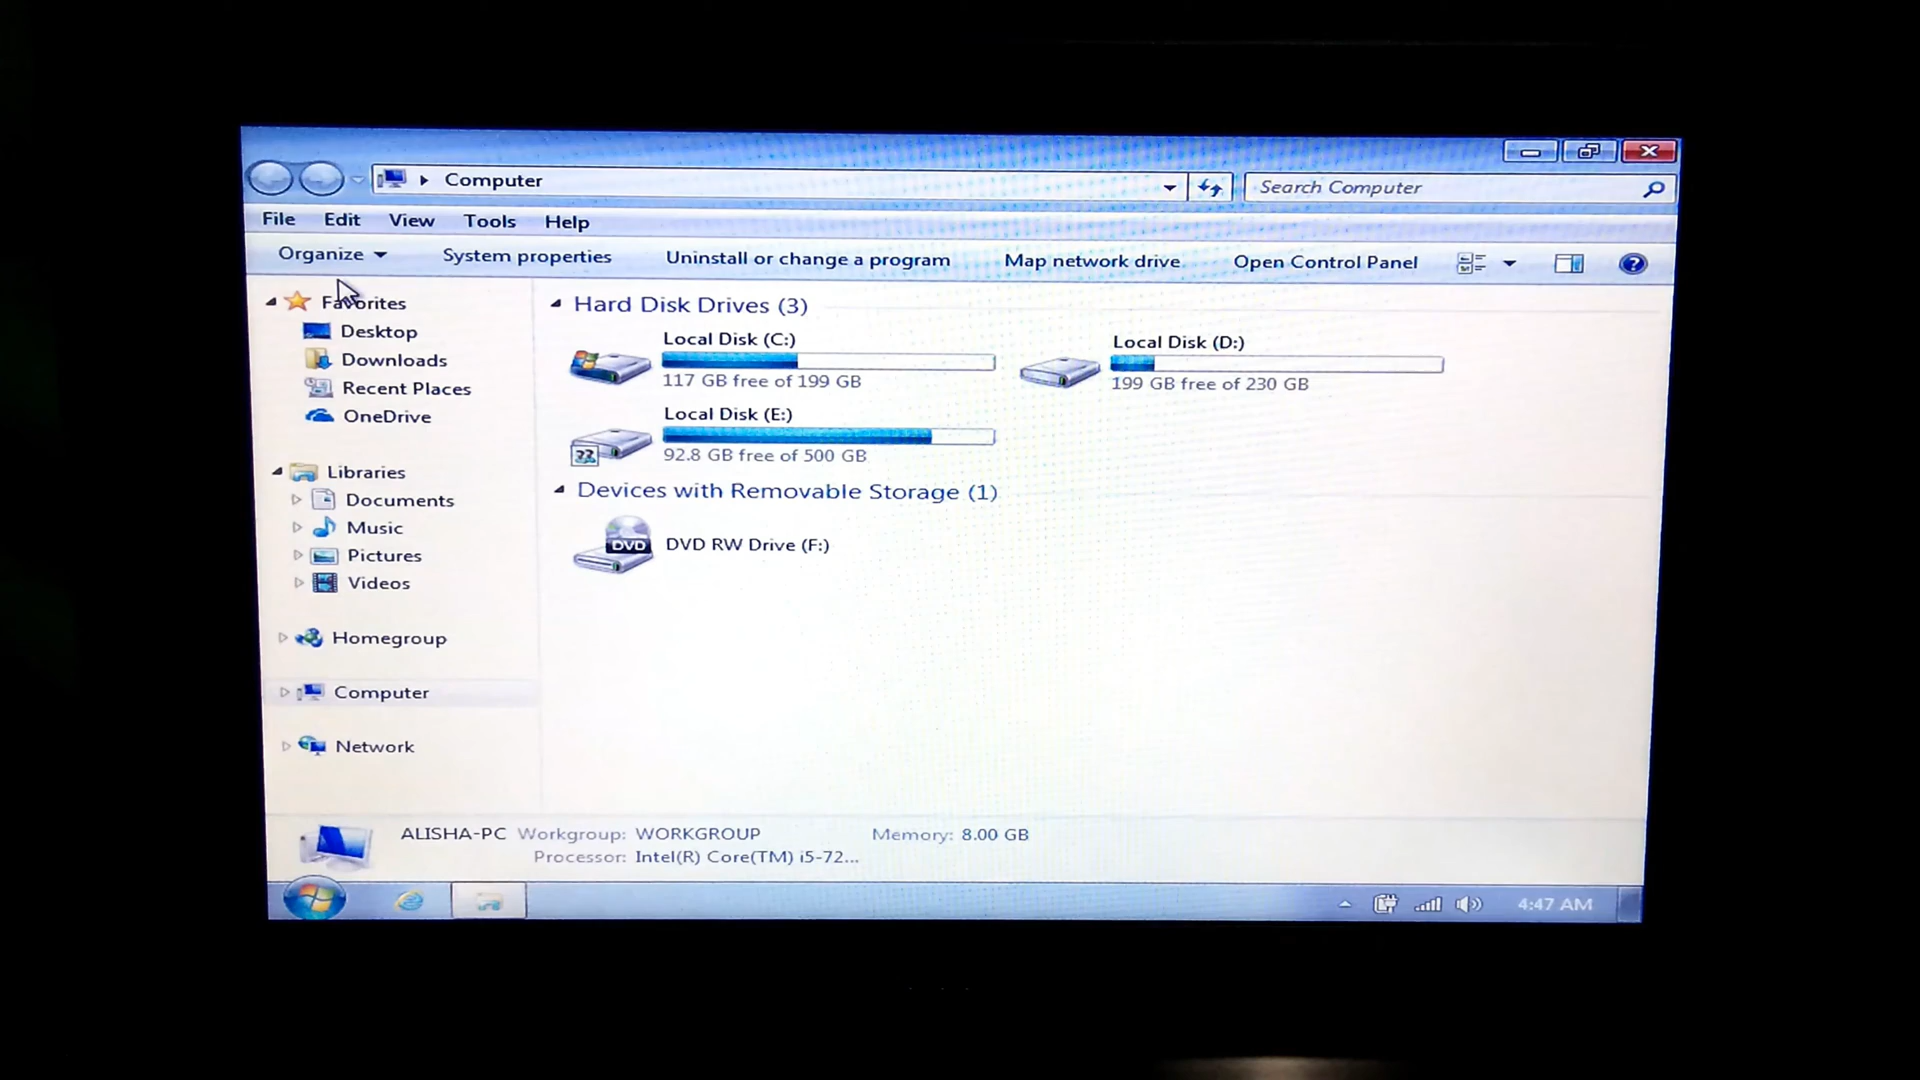 Computer
Search Computer
File Edit View Tools Help
Organize System properties Uninstall or change a program Map network drive Open Control Panel
Favorites
Desktop
Downloads
Recent Places
OneDrive
Libraries
Documents
Music
Pictures
Videos
Homegroup
Computer
Network
Hard Disk Drives (3)
Local Disk (C:)
117 GB free of 199 GB
Local Disk (D:)
199 GB free of 230 GB
Local Disk (E:)
92.8 GB free of 500 GB
Devices with Removable Storage (1)
DVD
DVD RW Drive (F:)
ALISHA-PC Workgroup: WORKGROUP Memory: 8.00 GB
Processor: Intel(R) Core(TM) i5-72...
4:47 AM